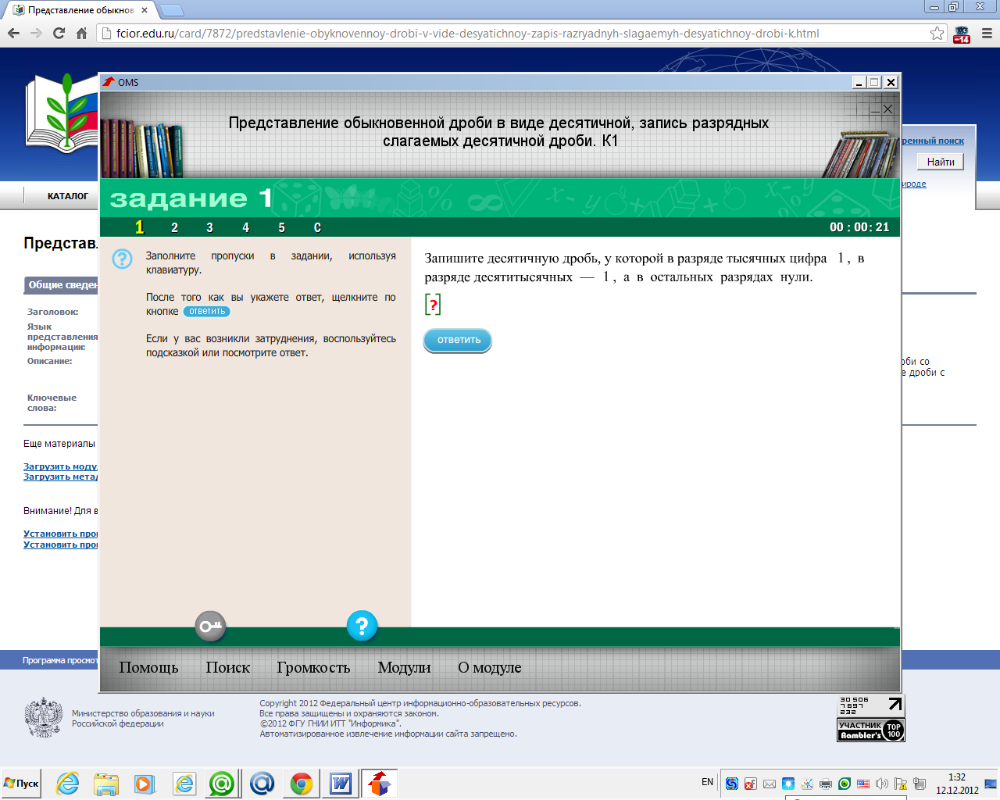 Представление обыкнов
fcior.edu.ru/card/7872/predstavlenie-obyknovennoy-drobi-v-vide-desyatichnoy-zapis-razryadnyh-slagaemyh-desyatichnoy-drobi-k.html
-14
OMS
Представление обыкновенной дроби в виде десятичной, запись разрядных
слагаемых десятичной дроби. К1
ренный поиск
Найти
ироде
КАТАЛОГ
задание 1
1 2 3 4 5 С
00 : 00: 21
Представ
Общие сведен
Заголовок:
Язык
представления
информации:
Описание:
Ключевые
слова:
Еще материалы
Загрузить моду
Загрузить метад
Внимание! Для в
Установить прог
Установить прог
Заполните пропуски в задании, используя
клавиатуру.
После того как вы укажете ответ, щелкните по
кнопке ответить
Если у вас возникли затруднения, воспользуйтесь
подсказкой или посмотрите ответ.
Запишите десятичную дробь, у которой в разряде тысячных цифра 1 , в
разряде десятитысячных — 1 , а в остальных разрядах нули.
[?]
ответить
оби со
е дроби с
Помощь Поиск Громкость Модули О модуле
Программа просмот
Министерство образования и науки
Российской федерации
Copyright 2012 Федеральный центр информационно-образовательных ресурсов.
Все права защищены и охраняются законом.
©2012 ФГУ ГНИИ ИТТ "Информика".
Автоматизированное извлечение информации сайта запрещено.
30 506
7 697
232
УЧАСТНИК
Rambler's
TOP
100
Пуск
EN
1:32
12.12.2012